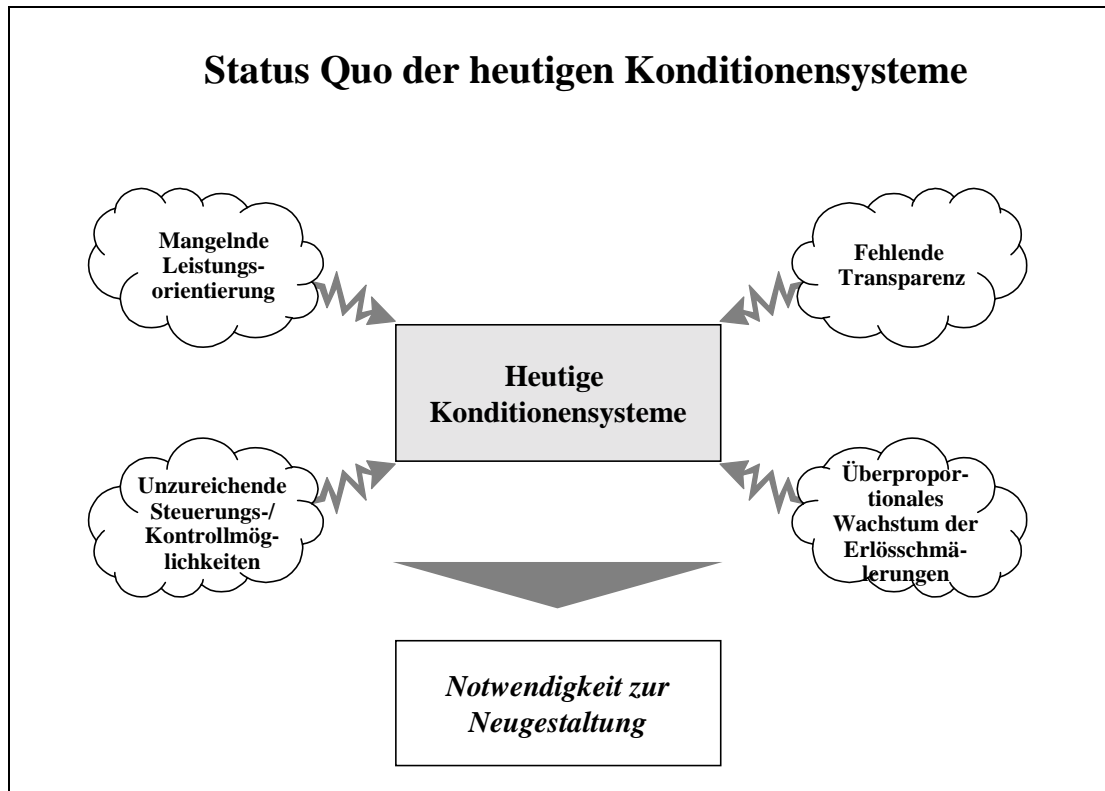 Status Quo der heutigen Konditionensysteme
Mangelnde
Leistungs-
orientierung
Fehlende
Transparenz
Heutige
Konditionensysteme
Unzureichende
Steuerungs-/
Kontrollmög-
lichkeiten
Überpropor-
tionales
Wachstum der
Erlösschmä-
lerungen
Notwendigkeit zur
Neugestaltung